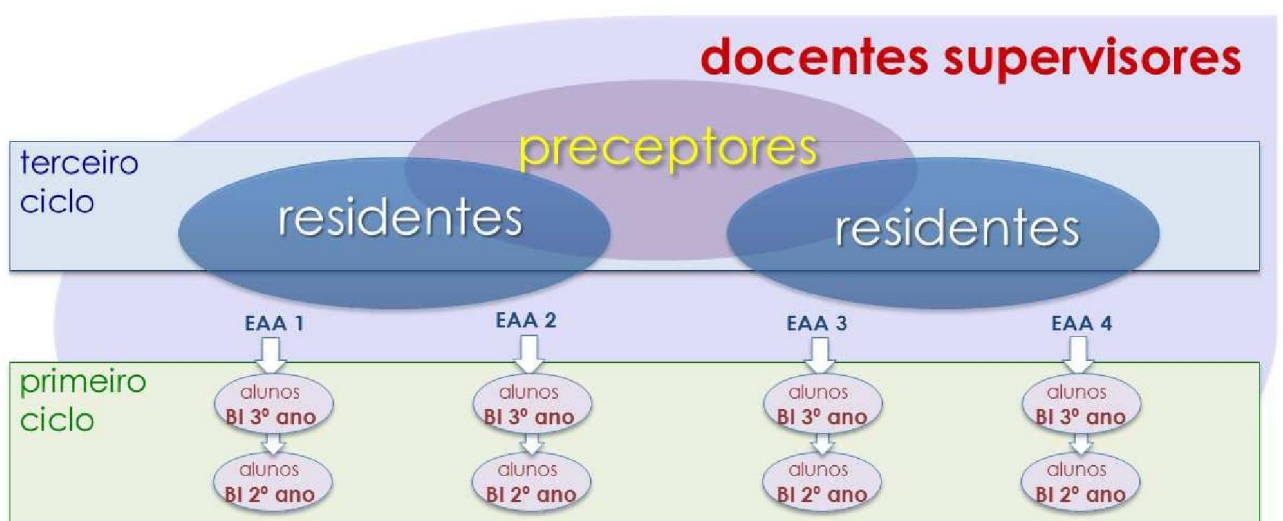 docentes supervisores
preceptores
terceiro
ciclo
residentes
residentes
EAA 1
EAA 2
EAA 3
EAA 4
primeiro
ciclo
alunos
BI 3º ano
alunos
BI 3º ano
alunos
BI 3º ano
alunos
BI 3º ano
alunos
BI 2º ano
alunos
BI 2º ano
alunos
BI 2º ano
alunos
BI 2º ano